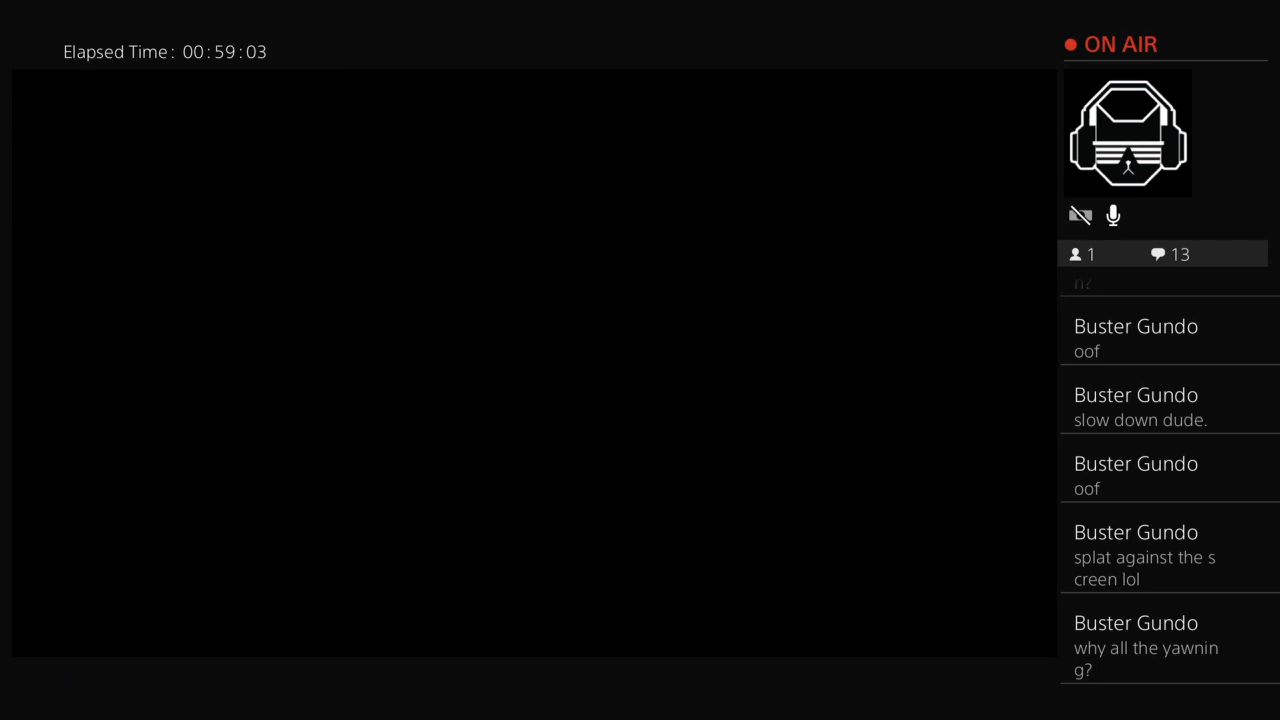 Elapsed Time: 00:59:03
ON AIR
1 13
n?
Buster Gundo
oof
Buster Gundo
slow down dude.
Buster Gundo
oof
Buster Gundo
splat against the s
creen lol
Buster Gundo
why all the yawnin
g?